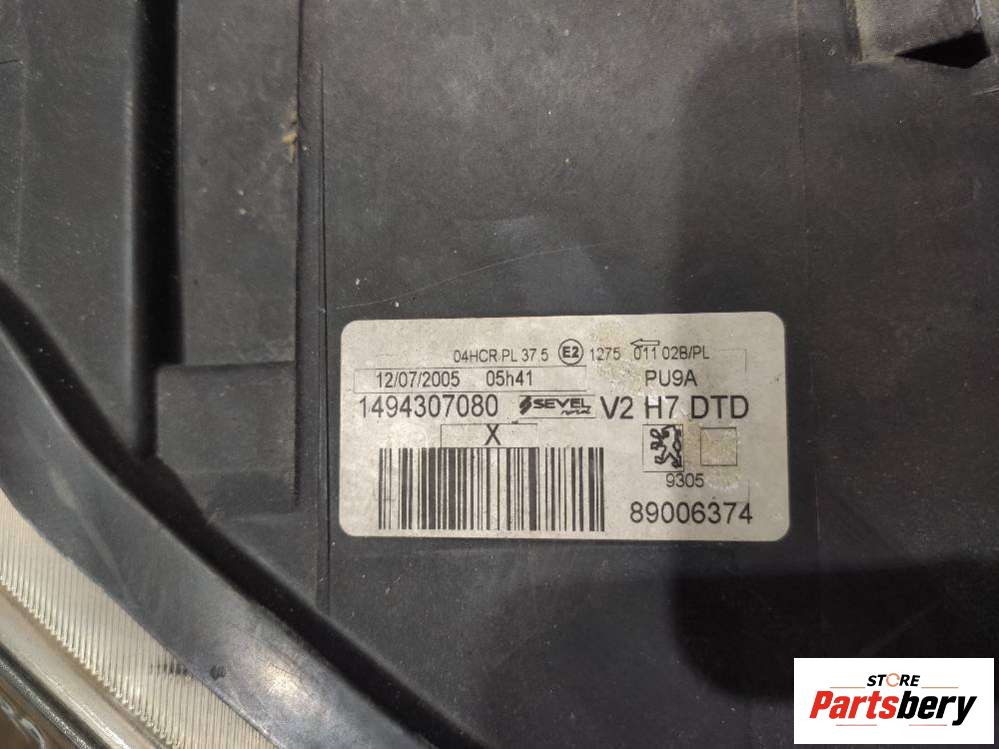 04HCR PL 37.5 E2 1275 011 02B/PL
12/07/2005 05h41 PU9A
1494307080 SEVEL V2 H7 DTD
X
9305
89006374
STORE
Partsbery